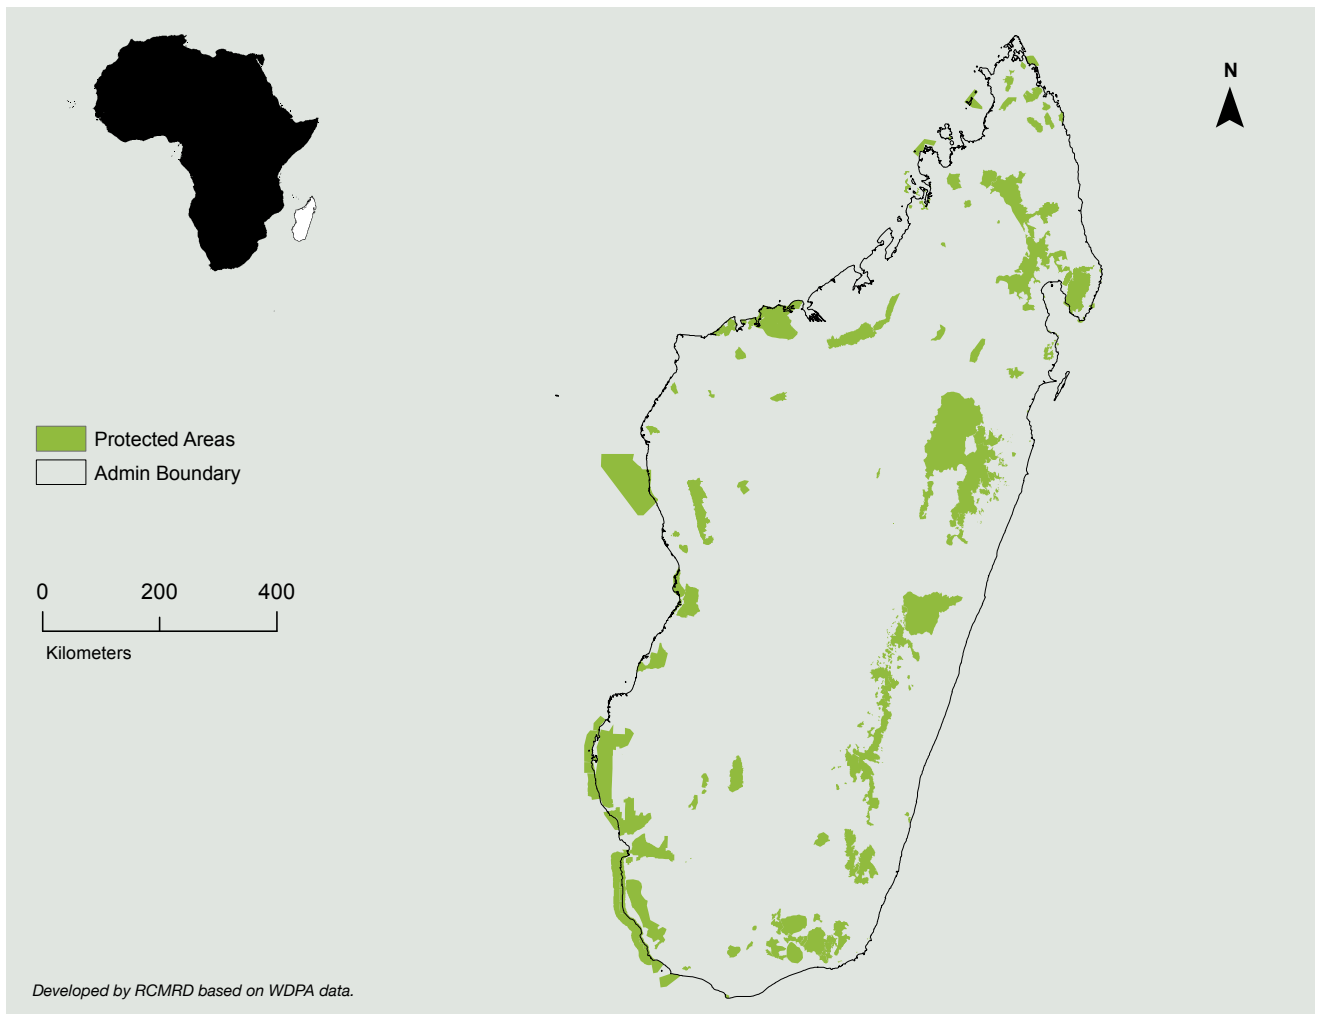 N
Protected Areas
Admin Boundary
0 200 400
Kilometers
Developed by RCMRD based on WDPA data.